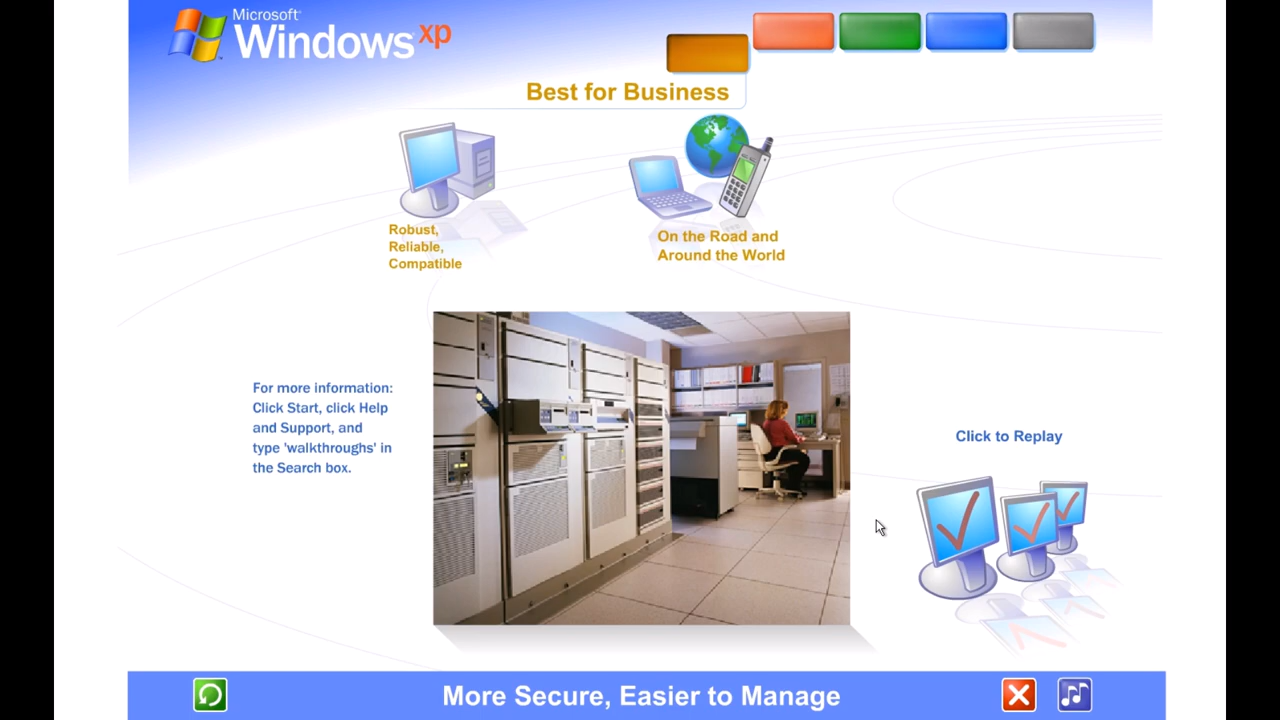 Microsoft®
Windows xp
Best for Business
Robust,
Reliable,
Compatible
On the Road and
Around the World
For more information:
Click Start, click Help
and Support, and
type 'walkthroughs' in
the Search box.
Click to Replay
More Secure, Easier to Manage